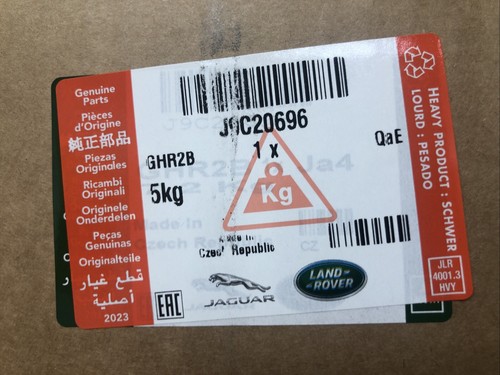 Genuine
Parts
Pièces
d'Origine
純正部品
Piezas
Originales
Ricambi
Originali
Originele
Onderdelen
Peças
Genuinas
Originalteile
قطع غيار
أصلية
2023
J9C20696
GHR2B
1 x
QaE
5kg
Kg
Made In
Czech Republic
CZ
EAC
JAGUAR
LAND
ROVER
HEAVY PRODUCT : SCHWER
LOURD : PESADO
JLR
4001.3
HVY